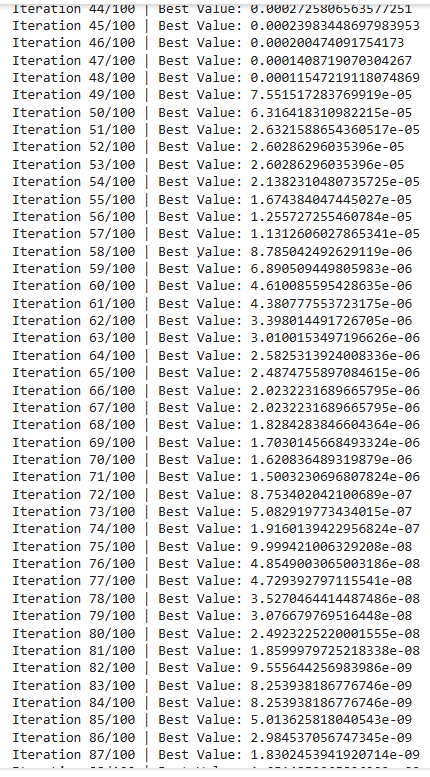 Iteration 44/100 | Best Value: 0.0002725806563577251
Iteration 45/100 | Best Value: 0.00023983448697983953
Iteration 46/100 | Best Value: 0.000200474091754173
Iteration 47/100 | Best Value: 0.0001408719070304267
Iteration 48/100 | Best Value: 0.00011547219118074869
Iteration 49/100 | Best Value: 7.551517283769919e-05
Iteration 50/100 | Best Value: 6.316418310982215e-05
Iteration 51/100 | Best Value: 2.6321588654360517e-05
Iteration 52/100 | Best Value: 2.60286296035396e-05
Iteration 53/100 | Best Value: 2.60286296035396e-05
Iteration 54/100 | Best Value: 2.1382310480735725e-05
Iteration 55/100 | Best Value: 1.674384047445027e-05
Iteration 56/100 | Best Value: 1.255727255460784e-05
Iteration 57/100 | Best Value: 1.1312606027865341e-05
Iteration 58/100 | Best Value: 8.785042492629119e-06
Iteration 59/100 | Best Value: 6.890509449805983e-06
Iteration 60/100 | Best Value: 4.610085595428635e-06
Iteration 61/100 | Best Value: 4.380777553723175e-06
Iteration 62/100 | Best Value: 3.398014491726705e-06
Iteration 63/100 | Best Value: 3.0100153497196626e-06
Iteration 64/100 | Best Value: 2.5825313924008336e-06
Iteration 65/100 | Best Value: 2.4874755897084615e-06
Iteration 66/100 | Best Value: 2.0232231689665795e-06
Iteration 67/100 | Best Value: 2.0232231689665795e-06
Iteration 68/100 | Best Value: 1.8284283846604364e-06
Iteration 69/100 | Best Value: 1.7030145668493324e-06
Iteration 70/100 | Best Value: 1.620836489319879e-06
Iteration 71/100 | Best Value: 1.5003230696807824e-06
Iteration 72/100 | Best Value: 8.753402042100689e-07
Iteration 73/100 | Best Value: 5.082919773434015e-07
Iteration 74/100 | Best Value: 1.9160139422956824e-07
Iteration 75/100 | Best Value: 9.999421006329208e-08
Iteration 76/100 | Best Value: 4.8549003065003186e-08
Iteration 77/100 | Best Value: 4.729392797115541e-08
Iteration 78/100 | Best Value: 3.5270464414487486e-08
Iteration 79/100 | Best Value: 3.076679769516448e-08
Iteration 80/100 | Best Value: 2.4923225220001555e-08
Iteration 81/100 | Best Value: 1.8599979725218338e-08
Iteration 82/100 | Best Value: 9.555644256983986e-09
Iteration 83/100 | Best Value: 8.253938186776746e-09
Iteration 84/100 | Best Value: 8.253938186776746e-09
Iteration 85/100 | Best Value: 5.013625818040543e-09
Iteration 86/100 | Best Value: 2.984537056747345e-09
Iteration 87/100 | Best Value: 1.8302453941920714e-09